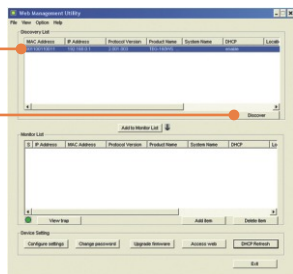 Web Management Utility
File View Option Help
Discovery List
MAC Address IP Address Protocol Version Product Name System Name DHCP Locatio
Discover
Add to Monitor List
Monitor List
S IP Address MAC Address Protocol Version Product Name System Name DHCP Lo
View trap Add item Delete item
Device Setting
Configure settings Change password Upgrade firmware Access web DHCP Refresh
Exit